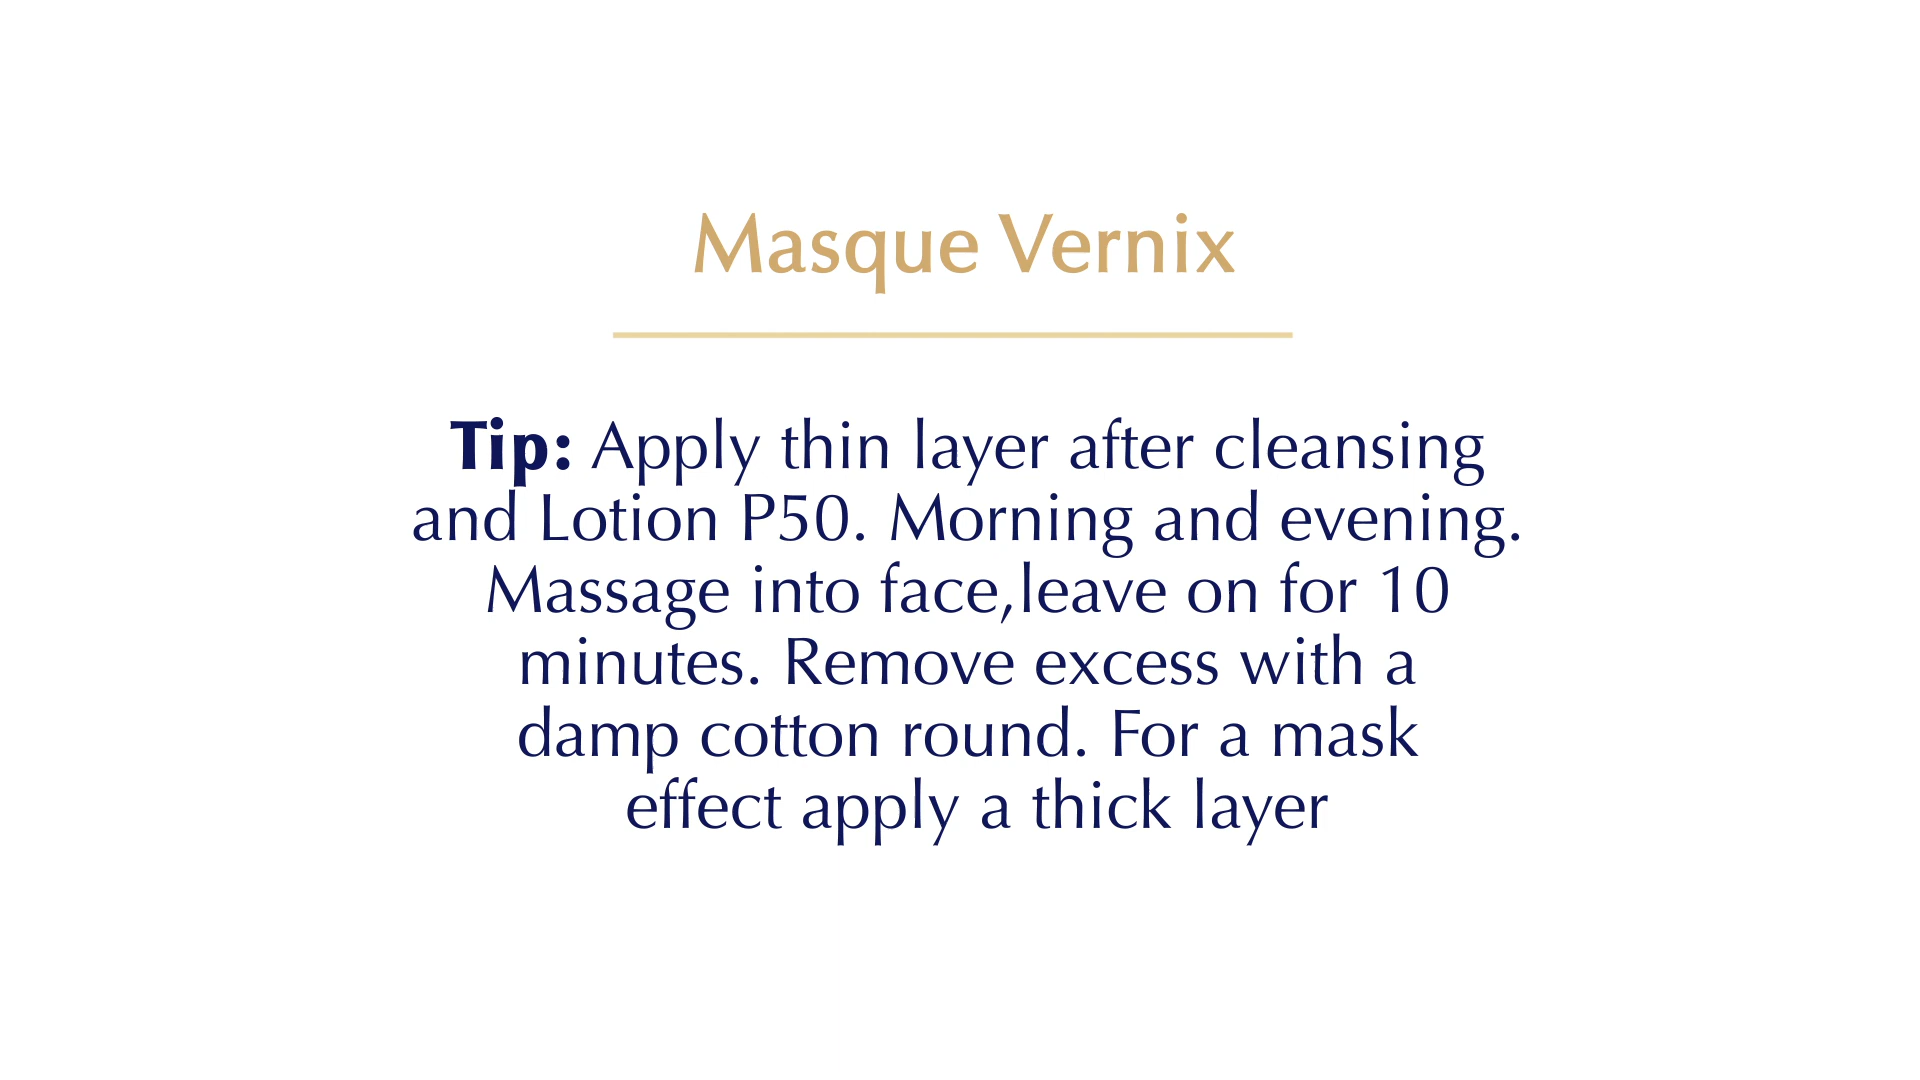 Masque Vernix
Tip: Apply thin layer after cleansing
and Lotion P50. Morning and evening.
Massage into face,leave on for 10
minutes. Remove excess with a
damp cotton round. For a mask
effect apply a thick layer